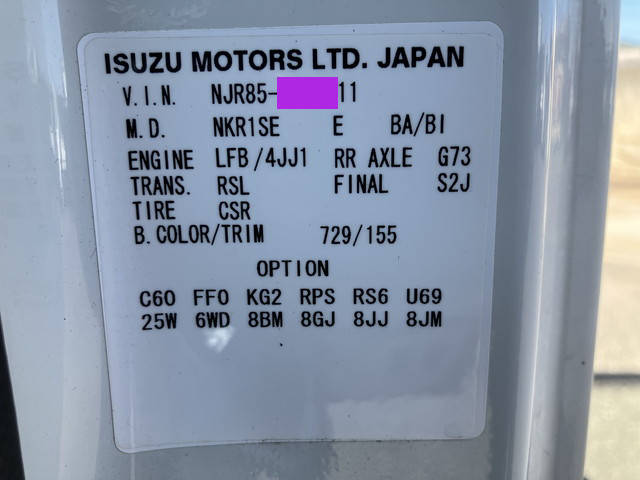 ISUZU MOTORS LTD. JAPAN
V.I.N. NJR85- 11
M.D. NKR1SE E BA/BI
ENGINE LFB/4JJ1 RR AXLE G73
TRANS. RSL FINAL S2J
TIRE CSR
B.COLOR/TRIM 729/155
OPTION
C60 FF0 KG2 RPS RS6 U69
25W 6WD 8BM 8GJ 8JJ 8JM